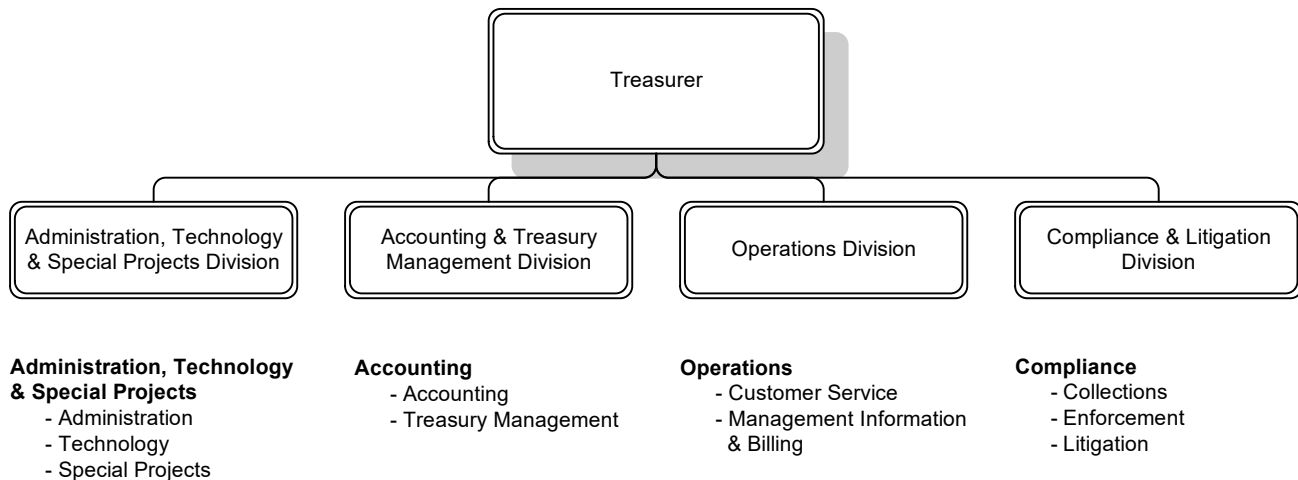 Treasurer
Administration, Technology
& Special Projects Division
Accounting & Treasury
Management Division
Operations Division
Compliance & Litigation
Division
Administration, Technology
& Special Projects
- Administration
- Technology
- Special Projects
Accounting
- Accounting
- Treasury Management
Operations
- Customer Service
- Management Information
& Billing
Compliance
- Collections
- Enforcement
- Litigation